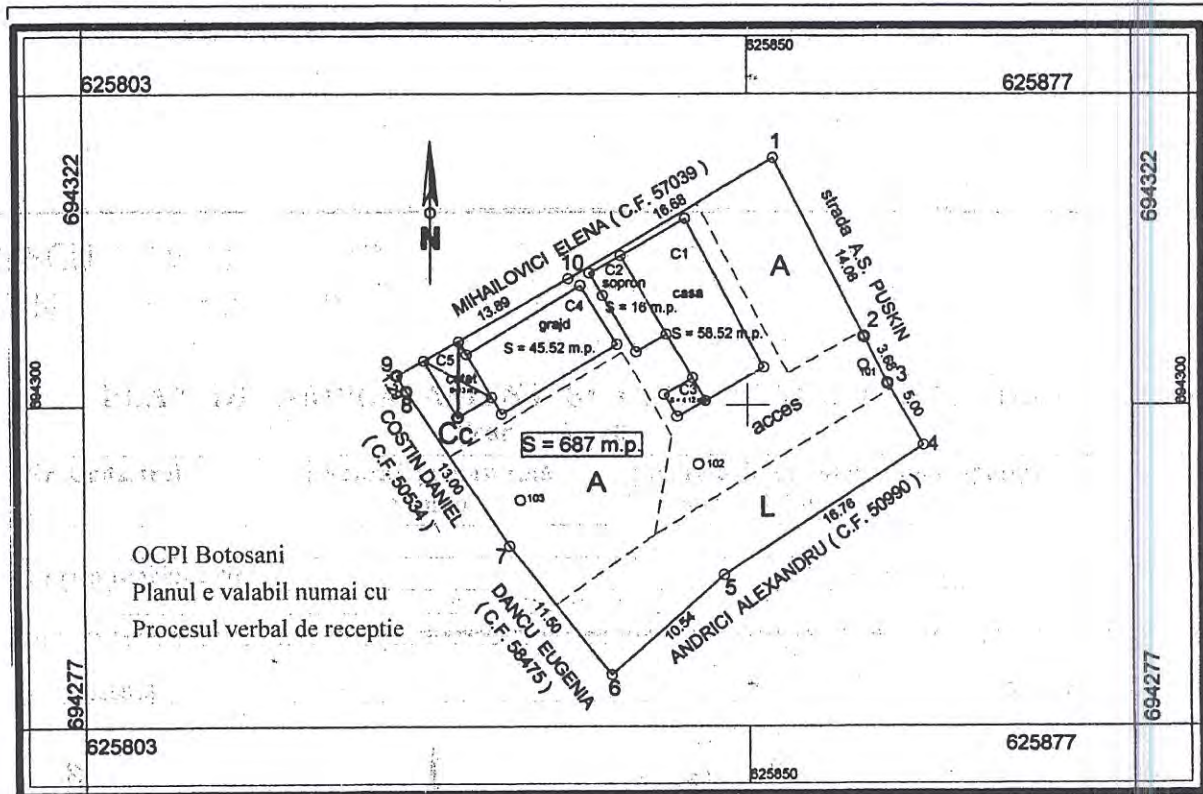 625850
625803
625877
694322
694322
1
MIHAILOVICI ELENA ( C.F. 57039 )
16.68
strada A.S. PUSKIN
14.08
N
C1
A
10
C2
sopron
13.89
C4
casa
S = 16 m.p.
grajd
S = 45.52 m.p.
S = 58.52 m.p.
2
C5
9
101
3.68
3
694300
694300
8
C3
5.00
Cc
acces
4
S = 687 m.p.
102
COSTIN DANIEL
( C.F. 50534 )
13.00
A
103
L
16.76
ANDRICI ALEXANDRU ( C.F. 50990 )
7
OCPI Botosani
Planul e valabil numai cu
Procesul verbal de receptie
5
10.54
DANCU EUGENIA
( C.F. 58475 )
11.50
6
694277
694277
625803
625877
625850